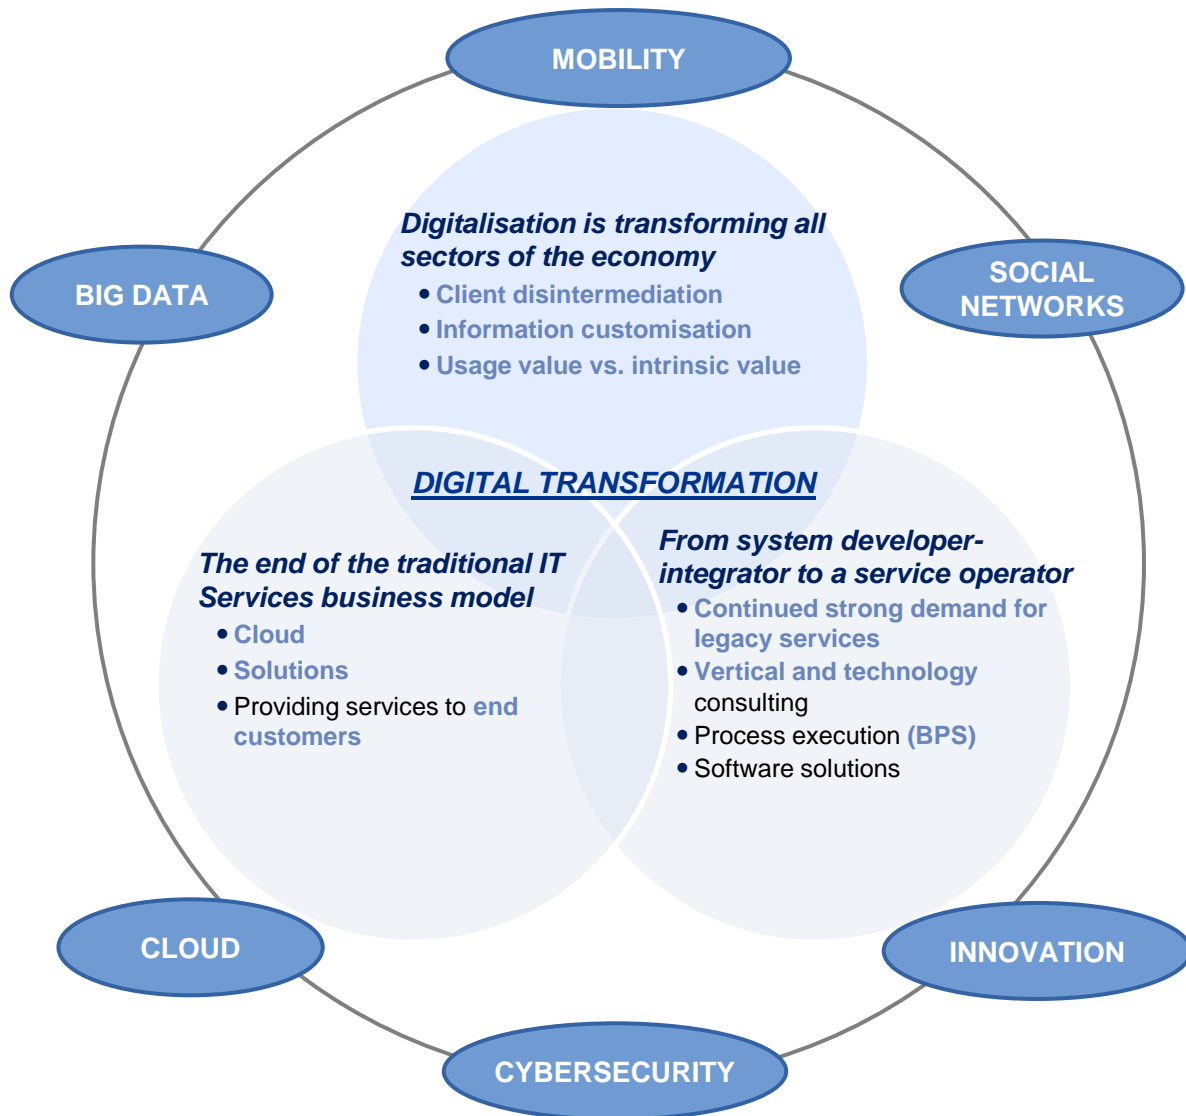 MOBILITY
Digitalisation is transforming all
sectors of the economy
• Client disintermediation
• Information customisation
• Usage value vs. intrinsic value
BIG DATA
SOCIAL
NETWORKS
DIGITAL TRANSFORMATION
The end of the traditional IT
Services business model
• Cloud
• Solutions
• Providing services to end
customers
From system developer-
integrator to a service operator
• Continued strong demand for
legacy services
• Vertical and technology
consulting
• Process execution (BPS)
• Software solutions
CLOUD
INNOVATION
CYBERSECURITY